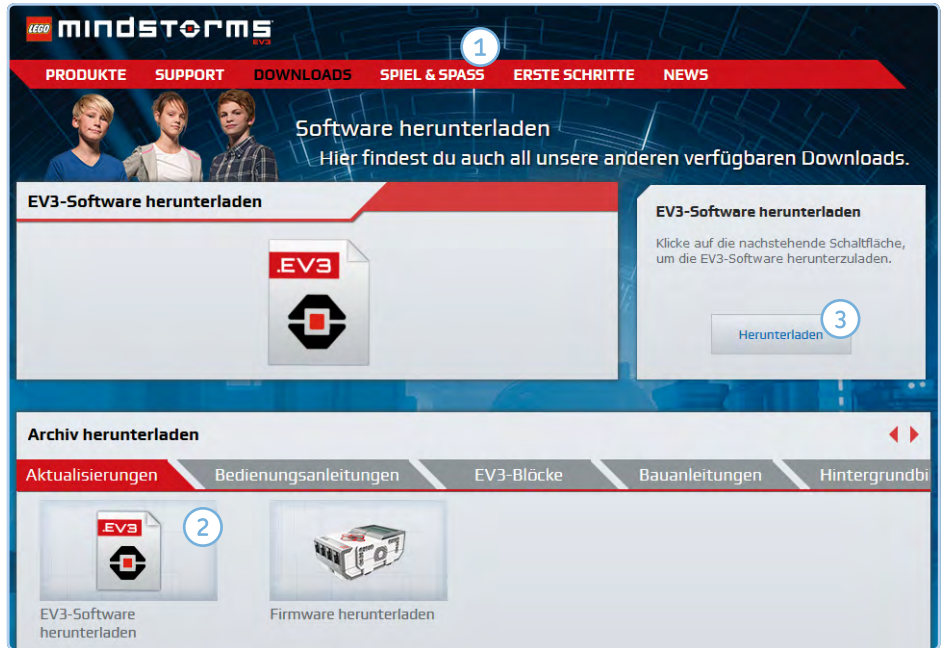 LEGO mindstorms
EV3
1
PRODUKTE SUPPORT DOWNLOADS SPIEL & SPASS ERSTE SCHRITTE NEWS
Software herunterladen
Hier findest du auch all unsere anderen verfügbaren Downloads.
EV3-Software herunterladen
.EV3
EV3-Software herunterladen
Klicke auf die nachstehende Schaltfläche,
um die EV3-Software herunterzuladen.
Herunterladen
3
Archiv herunterladen
Aktualisierungen Bedienungsanleitungen EV3-Blöcke Bauanleitungen Hintergrundbi
.EV3
2
EV3-Software
herunterladen
Firmware herunterladen